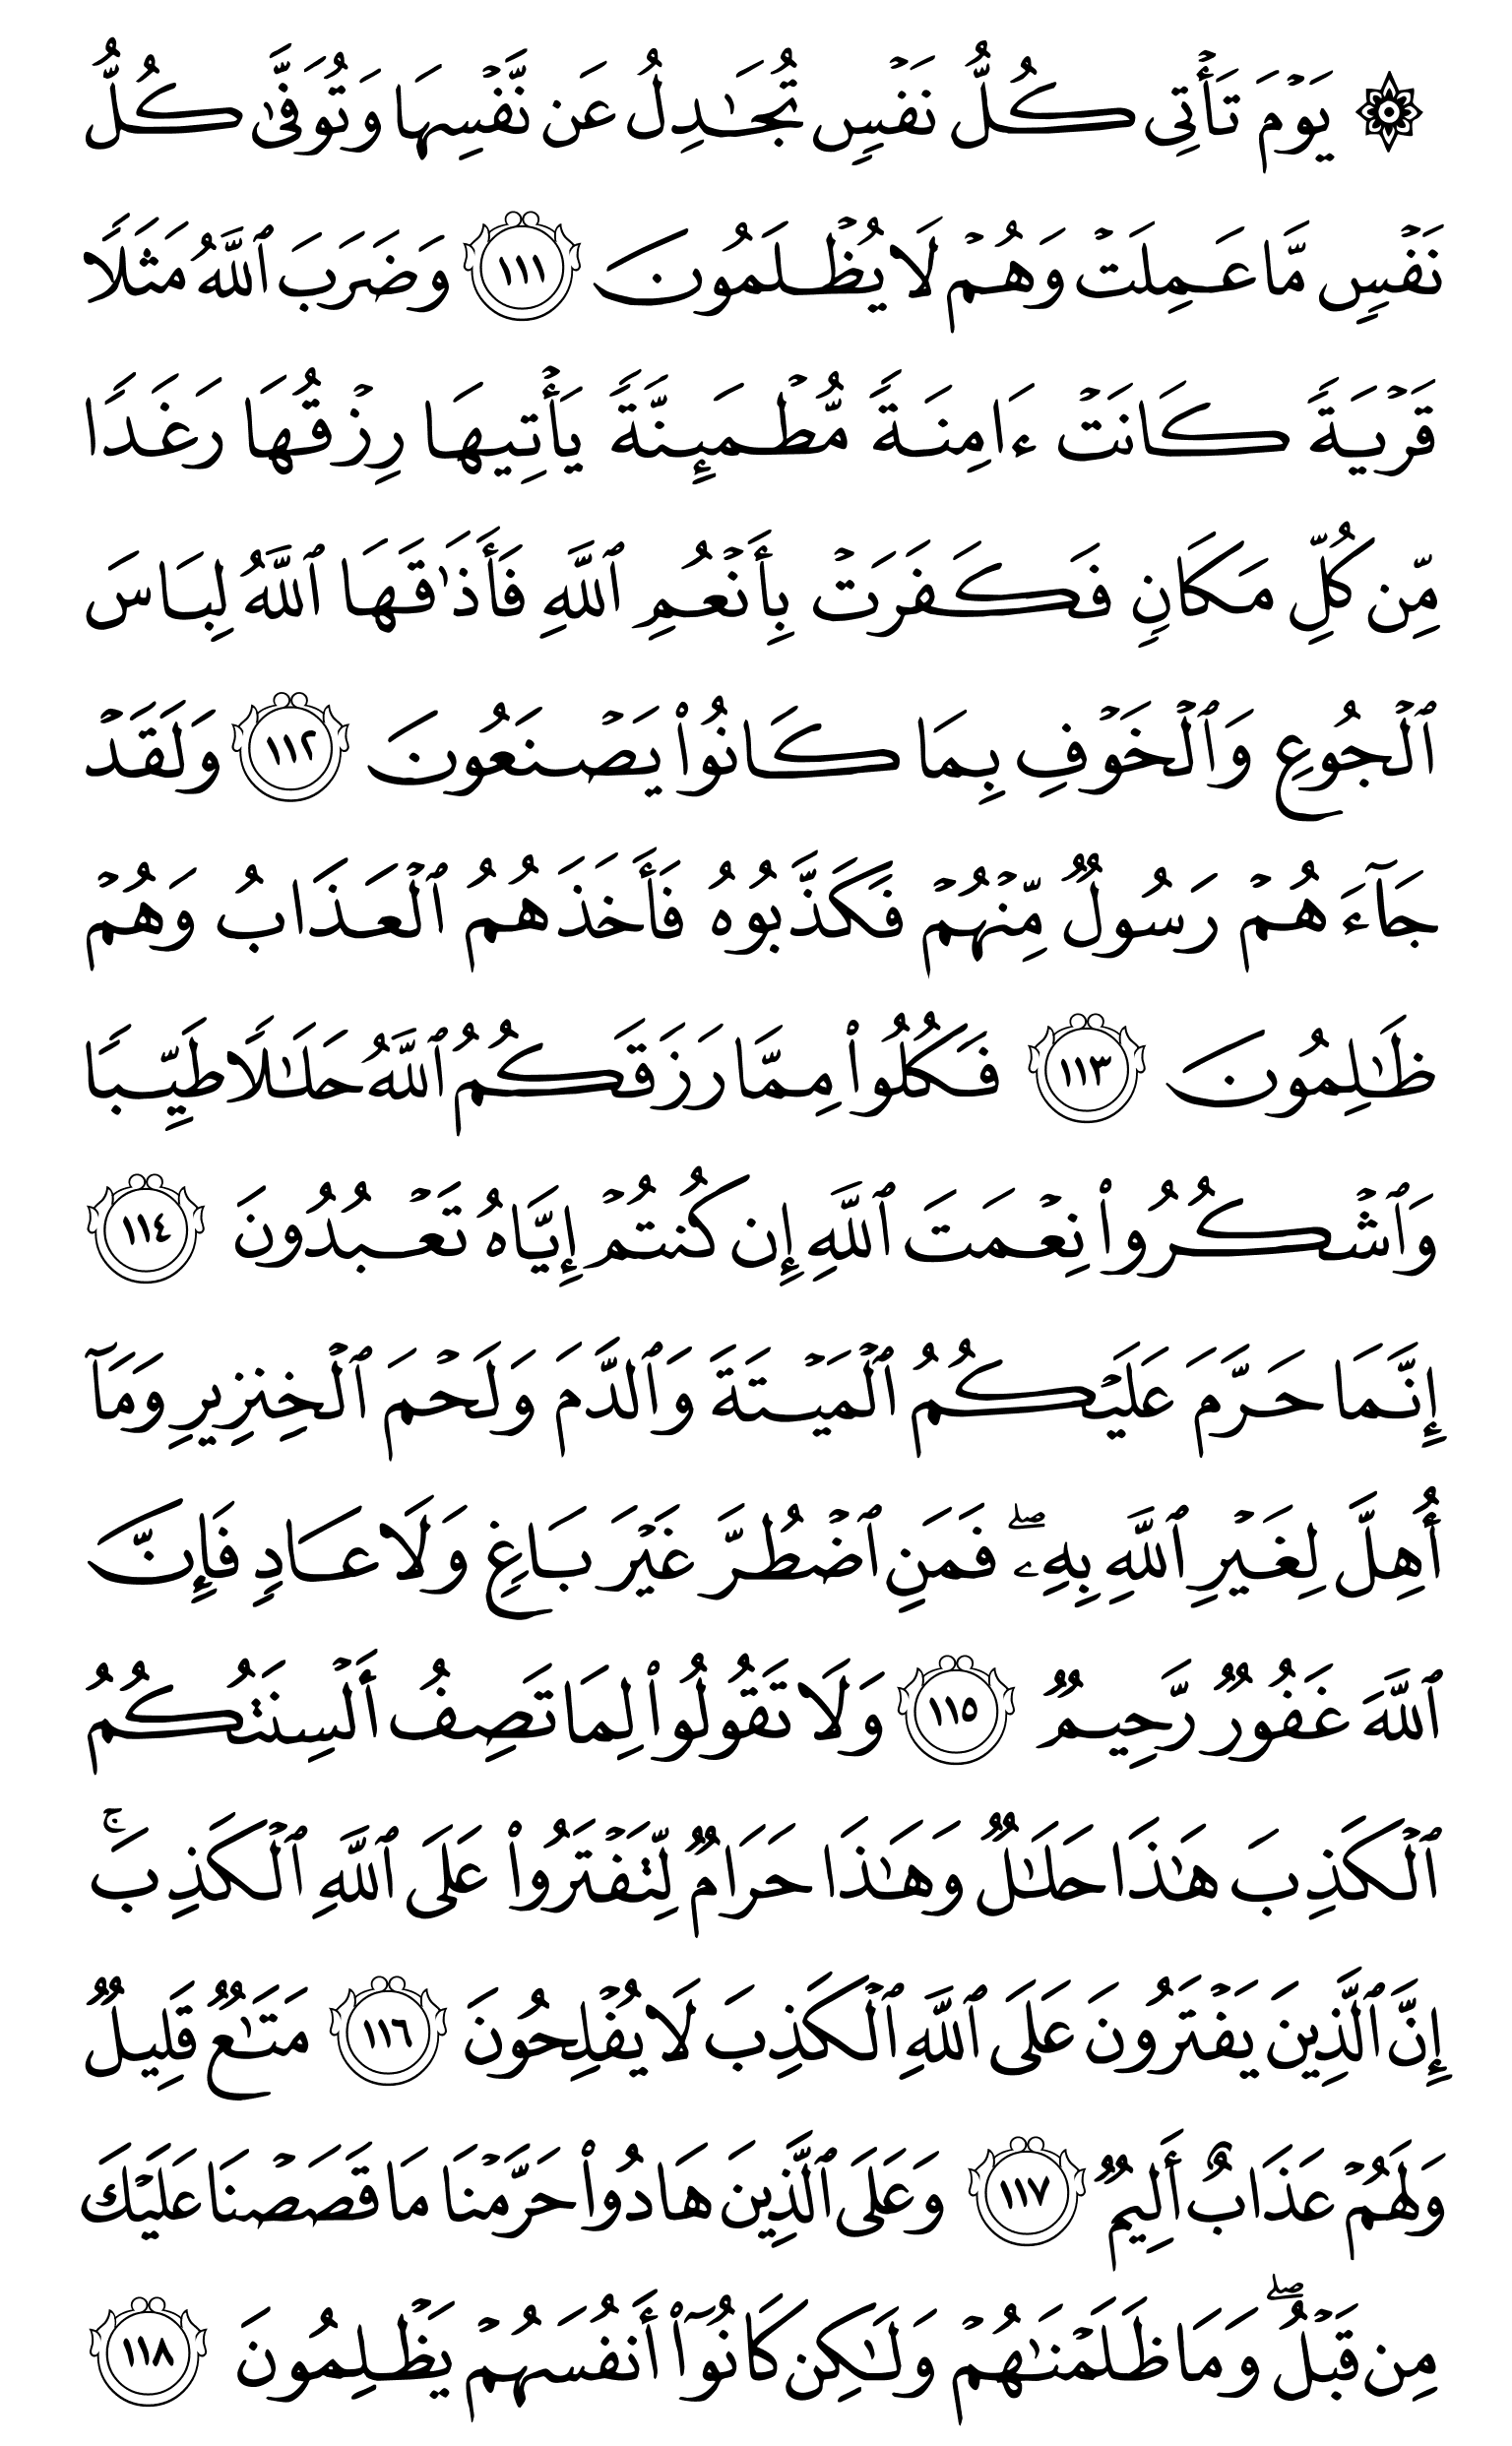 ۞ يَوْمَ تَأْتِى كُلُّ نَفْسٍ تُجَٰدِلُ عَن نَّفْسِهَا وَتُوَفَّىٰ كُلُّ
نَفْسٍ مَّا عَمِلَتْ وَهُمْ لَا يُظْلَمُونَ ١١١ وَضَرَبَ ٱللَّهُ مَثَلًا
قَرْيَةً كَانَتْ ءَامِنَةً مُّطْمَئِنَّةً يَأْتِيهَا رِزْقُهَا رَغَدًا
مِّن كُلِّ مَكَانٍ فَكَفَرَتْ بِأَنْعُمِ ٱللَّهِ فَأَذَٰقَهَا ٱللَّهُ لِبَاسَ
ٱلْجُوعِ وَٱلْخَوْفِ بِمَا كَانُوا۟ يَصْنَعُونَ ١١٢ وَلَقَدْ
جَآءَهُمْ رَسُولٌ مِّنْهُمْ فَكَذَّبُوهُ فَأَخَذَهُمُ ٱلْعَذَابُ وَهُمْ
ظَٰلِمُونَ ١١٣ فَكُلُوا۟ مِمَّا رَزَقَكُمُ ٱللَّهُ حَلَٰلًا طَيِّبًا
وَٱشْكُرُوا۟ نِعْمَتَ ٱللَّهِ إِن كُنتُمْ إِيَّاهُ تَعْبُدُونَ ١١٤
إِنَّمَا حَرَّمَ عَلَيْكُمُ ٱلْمَيْتَةَ وَٱلدَّمَ وَلَحْمَ ٱلْخِنزِيرِ وَمَآ
أُهِلَّ لِغَيْرِ ٱللَّهِ بِهِۦ ۖ فَمَنِ ٱضْطُرَّ غَيْرَ بَاغٍ وَلَا عَادٍ فَإِنَّ
ٱللَّهَ غَفُورٌ رَّحِيمٌ ١١٥ وَلَا تَقُولُوا۟ لِمَا تَصِفُ أَلْسِنَتُكُمُ
ٱلْكَذِبَ هَٰذَا حَلَٰلٌ وَهَٰذَا حَرَامٌ لِّتَفْتَرُوا۟ عَلَى ٱللَّهِ ٱلْكَذِبَ ۚ
إِنَّ ٱلَّذِينَ يَفْتَرُونَ عَلَى ٱللَّهِ ٱلْكَذِبَ لَا يُفْلِحُونَ ١١٦ مَتَٰعٌ قَلِيلٌ
وَلَهُمْ عَذَابٌ أَلِيمٌ ١١٧ وَعَلَى ٱلَّذِينَ هَادُوا۟ حَرَّمْنَا مَا قَصَصْنَا عَلَيْكَ
مِن قَبْلُ ۖ وَمَا ظَلَمْنَٰهُمْ وَلَٰكِن كَانُوٓا۟ أَنفُسَهُمْ يَظْلِمُونَ ١١٨